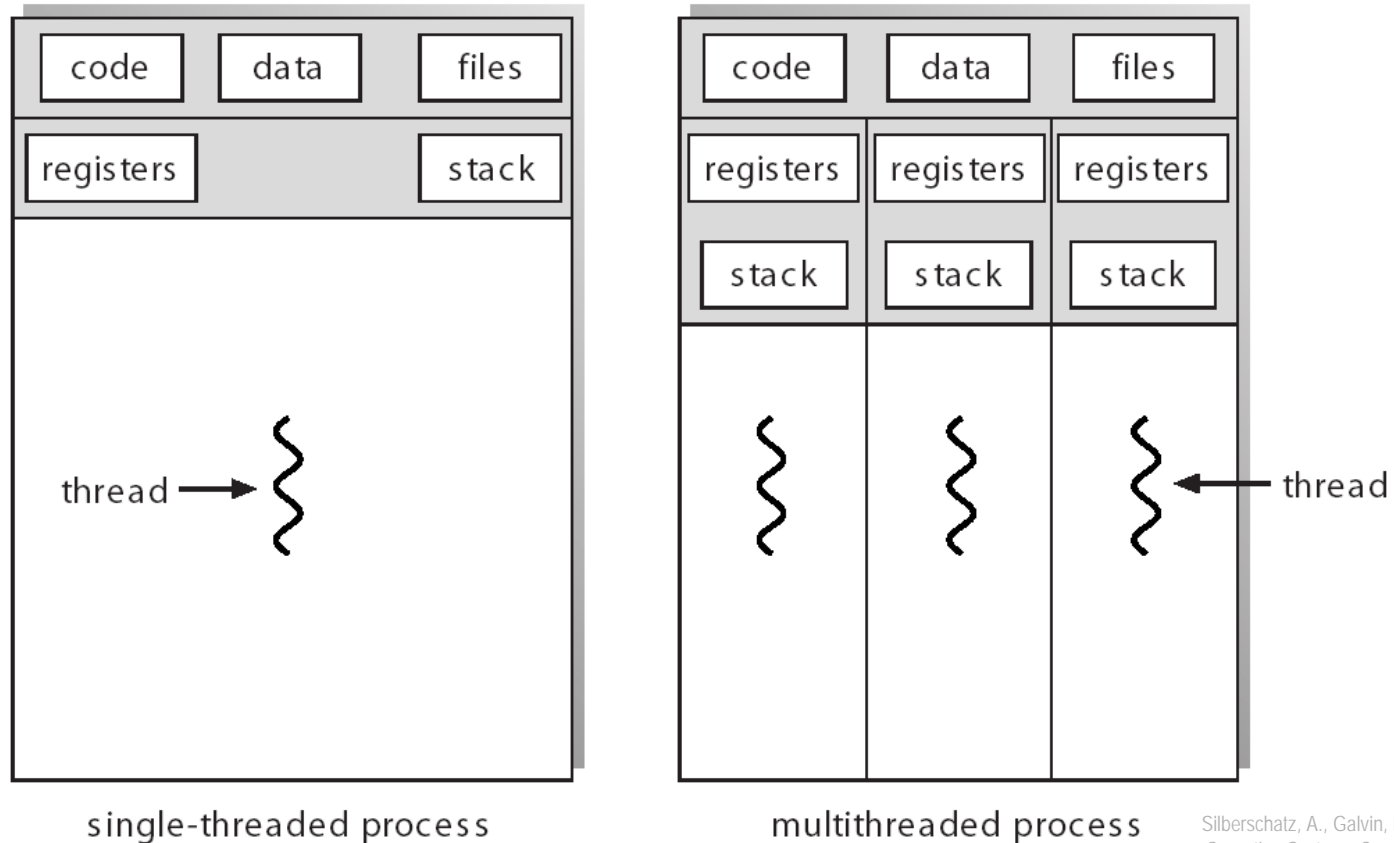 code data files
registers stack
thread
single-threaded process
code data files
registers registers registers
stack stack stack
thread
multithreaded process
Silberschatz, A., Galvin,